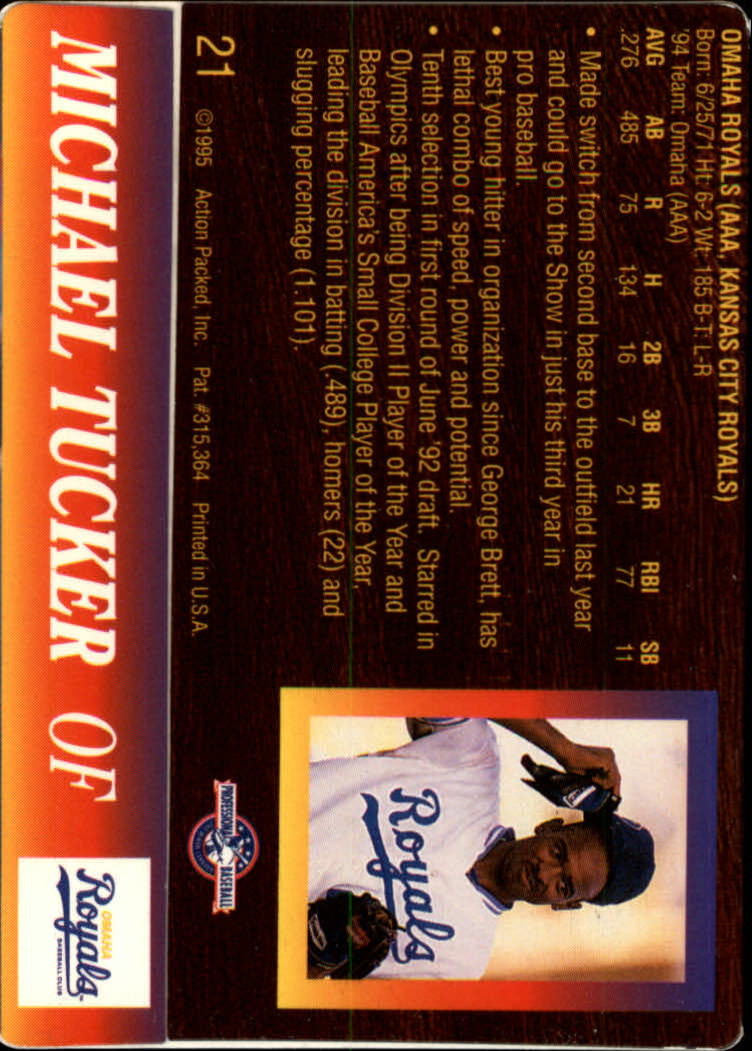 OMAHA ROYALS (AAA, KANSAS CITY ROYALS)
Born: 6/25/71 Ht: 6-2 Wt: 185 B-T: L-R
'94 Team: Omaha (AAA)
AVG AB R H 2B 3B HR RBI SB
.276 485 75 134 16 7 21 77 11
• Made switch from second base to the outfield last year
and could go to the Show in just his third year in
pro baseball.
• Best young hitter in organization since George Brett, has
lethal combo of speed, power and potential.
• Tenth selection in first round of June '92 draft. Starred in
Olympics after being Division II Player of the Year and
Baseball America's Small College Player of the Year,
leading the division in batting (.489), homers (22) and
slugging percentage (1.101).
21 ©1995 Action Packed, Inc. Pat. #315,364 Printed in U.S.A.
Royals
PROFESSIONAL BASEBALL
MICHAEL TUCKER OF
OMAHA
Royals
BASEBALL CLUB